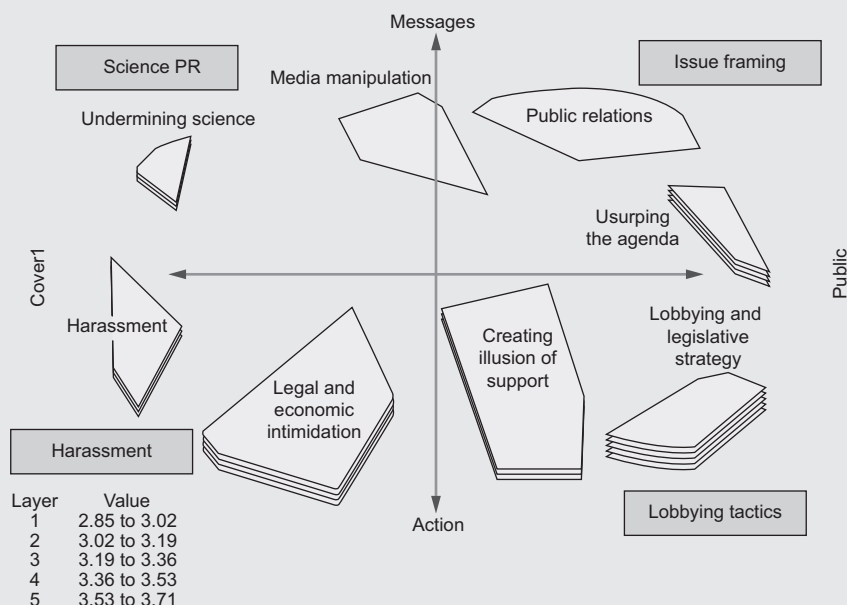 Messages
Science PR
Issue framing
Media manipulation
Public relations
Undermining science
Usurping
the agenda
Cover1
Public
Harassment
Creating
illusion of
support
Lobbying and
legislative
strategy
Legal and
economic
intimidation
Harassment
Lobbying tactics
Action
Layer Value
1 2.85 to 3.02
2 3.02 to 3.19
3 3.19 to 3.36
4 3.36 to 3.53
5 3.53 to 3.71